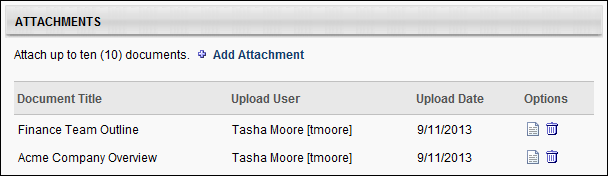 ATTACHMENTS
Attach up to ten (10) documents. Add Attachment
Document Title Upload User Upload Date Options
Finance Team Outline Tasha Moore [tmoore] 9/11/2013
Acme Company Overview Tasha Moore [tmoore] 9/11/2013